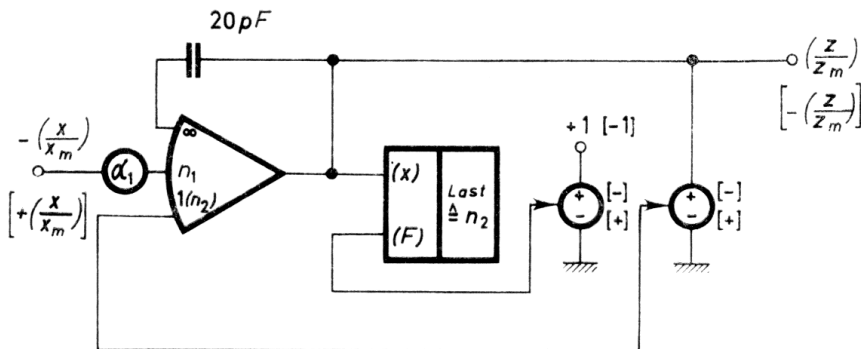 20pF
(z/z_m)
[-(z/z_m)]
+1 [-1]
-(x/x_m)
∞
α₁
n₁
1(n₂)
[+(x/x_m)]
(x)
Last
≙ n₂
(F)
+
-
[-]
[+]
+
-
[-]
[+]